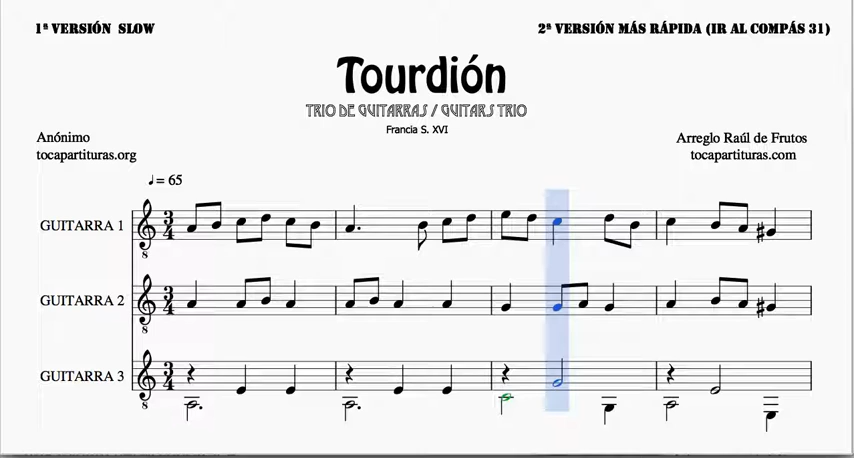 1ª VERSIÓN SLOW
2ª VERSIÓN MÁS RÁPIDA (IR AL COMPÁS 31)
Tourdión
TRIO DE GUITARRAS / GUITARS TRIO
Francia S. XVI
Anónimo
tocapartituras.org
Arreglo Raúl de Frutos
tocapartituras.com
♩= 65
GUITARRA 1
GUITARRA 2
GUITARRA 3